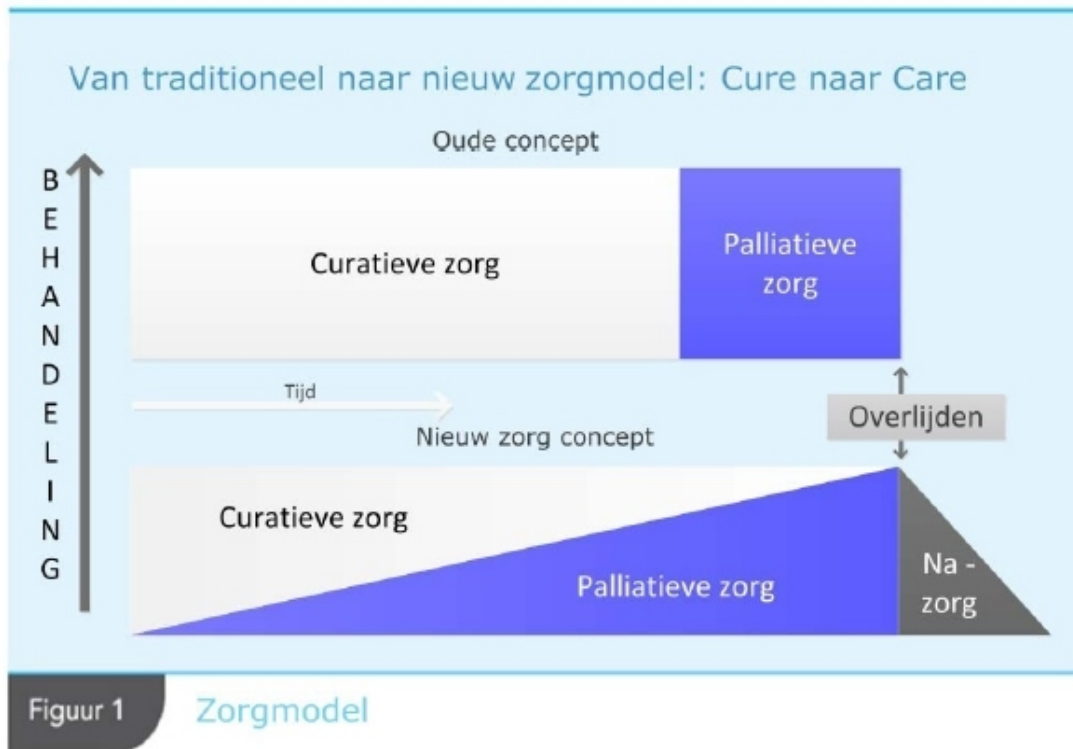 Van traditioneel naar nieuw zorgmodel: Cure naar Care
Oude concept
BEHANDELING
Curatieve zorg
Palliatieve
zorg
Tijd
Overlijden
Nieuw zorg concept
Curatieve zorg
Palliatieve zorg
Na -
zorg
Figuur 1
Zorgmodel